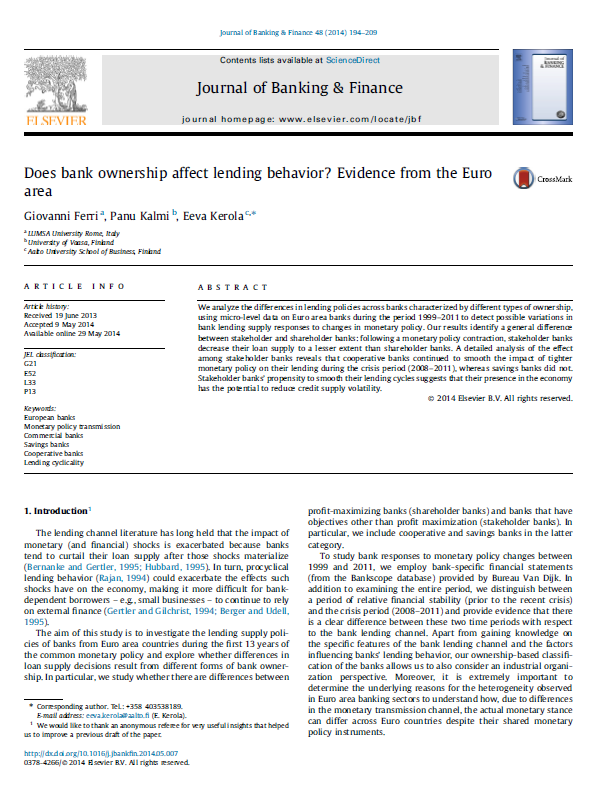 Journal of Banking & Finance 48 (2014) 194–209
Contents lists available at ScienceDirect
Journal of Banking & Finance
journal homepage: www.elsevier.com/locate/jbf
ELSEVIER
Journal of
BANKING
& FINANCE
Does bank ownership affect lending behavior? Evidence from the Euro
area
CrossMark
Giovanni Ferri a, Panu Kalmi b, Eeva Kerola c,*
a LUMSA University Rome, Italy
b University of Vaasa, Finland
c Aalto University School of Business, Finland
ARTICLE INFO
Article history:
Received 19 June 2013
Accepted 9 May 2014
Available online 29 May 2014
JEL classification:
G21
E52
L33
P13
Keywords:
European banks
Monetary policy transmission
Commercial banks
Savings banks
Cooperative banks
Lending cyclicality
ABSTRACT
We analyze the differences in lending policies across banks characterized by different types of ownership,
using micro-level data on Euro area banks during the period 1999–2011 to detect possible variations in
bank lending supply responses to changes in monetary policy. Our results identify a general difference
between stakeholder and shareholder banks: following a monetary policy contraction, stakeholder banks
decrease their loan supply to a lesser extent than shareholder banks. A detailed analysis of the effect
among stakeholder banks reveals that cooperative banks continued to smooth the impact of tighter
monetary policy on their lending during the crisis period (2008–2011), whereas savings banks did not.
Stakeholder banks' propensity to smooth their lending cycles suggests that their presence in the economy
has the potential to reduce credit supply volatility.
© 2014 Elsevier B.V. All rights reserved.
1. Introduction1
The lending channel literature has long held that the impact of
monetary (and financial) shocks is exacerbated because banks
tend to curtail their loan supply after those shocks materialize
(Bernanke and Gertler, 1995; Hubbard, 1995). In turn, procyclical
lending behavior (Rajan, 1994) could exacerbate the effects such
shocks have on the economy, making it more difficult for bank-
dependent borrowers – e.g., small businesses – to continue to rely
on external finance (Gertler and Gilchrist, 1994; Berger and Udell,
1995).
The aim of this study is to investigate the lending supply poli-
cies of banks from Euro area countries during the first 13 years of
the common monetary policy and explore whether differences in
loan supply decisions result from different forms of bank owner-
ship. In particular, we study whether there are differences between
profit-maximizing banks (shareholder banks) and banks that have
objectives other than profit maximization (stakeholder banks). In
particular, we include cooperative and savings banks in the latter
category.
To study bank responses to monetary policy changes between
1999 and 2011, we employ bank-specific financial statements
(from the Bankscope database) provided by Bureau Van Dijk. In
addition to examining the entire period, we distinguish between
a period of relative financial stability (prior to the recent crisis)
and the crisis period (2008–2011) and provide evidence that there
is a clear difference between these two time periods with respect
to the bank lending channel. Apart from gaining knowledge on
the specific features of the bank lending channel and the factors
influencing banks' lending behavior, our ownership-based classifi-
cation of the banks allows us to also consider an industrial organi-
zation perspective. Moreover, it is extremely important to
determine the underlying reasons for the heterogeneity observed
in Euro area banking sectors to understand how, due to differences
in the monetary transmission channel, the actual monetary stance
can differ across Euro countries despite their shared monetary
policy instruments.
* Corresponding author. Tel.: +358 403538189.
E-mail address: eeva.kerola@aalto.fi (E. Kerola).
1 We would like to thank an anonymous referee for very useful insights that helped
us to improve a previous draft of the paper.
http://dx.doi.org/10.1016/j.jbankfin.2014.05.007
0378-4266/© 2014 Elsevier B.V. All rights reserved.